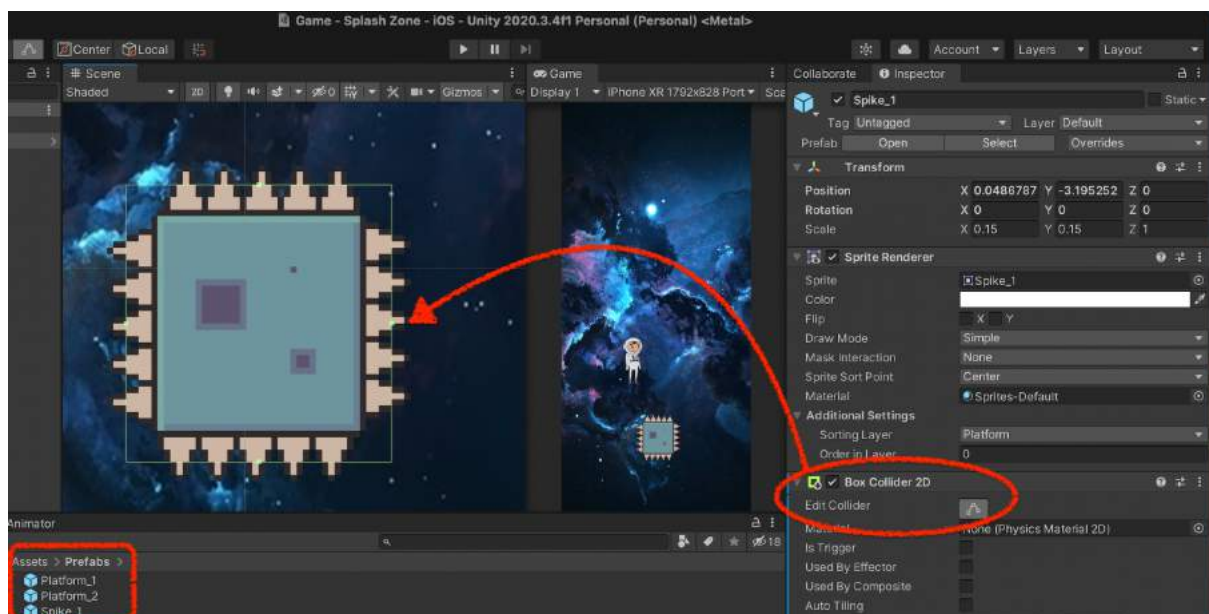 Game - Splash Zone - iOS - Unity 2020.3.4f1 Personal (Personal) <Metal>
Center Local Account Layers Layout
Scene Game Collaborate Inspector
Shaded 2D 0 Gizmos Display 1 iPhone XR 1792x828 Port Sca
Spike_1 Static
Tag Untagged Layer Default
Prefab Open Select Overrides
Transform
Position X 0.0486787 Y -3.195252 Z 0
Rotation X 0 Y 0 Z 0
Scale X 0.15 Y 0.15 Z 1
Sprite Renderer
Sprite Spike_1
Color
Flip X Y
Draw Mode Simple
Mask Interaction None
Sprite Sort Point Center
Material Sprites-Default
Additional Settings
Sorting Layer Platform
Order in Layer 0
Box Collider 2D
Edit Collider
Animator
Material None (Physics Material 2D)
18
Is Trigger
Assets > Prefabs >
Used By Effector
Platform_1
Used By Composite
Platform_2
Auto Tiling
Spike_1